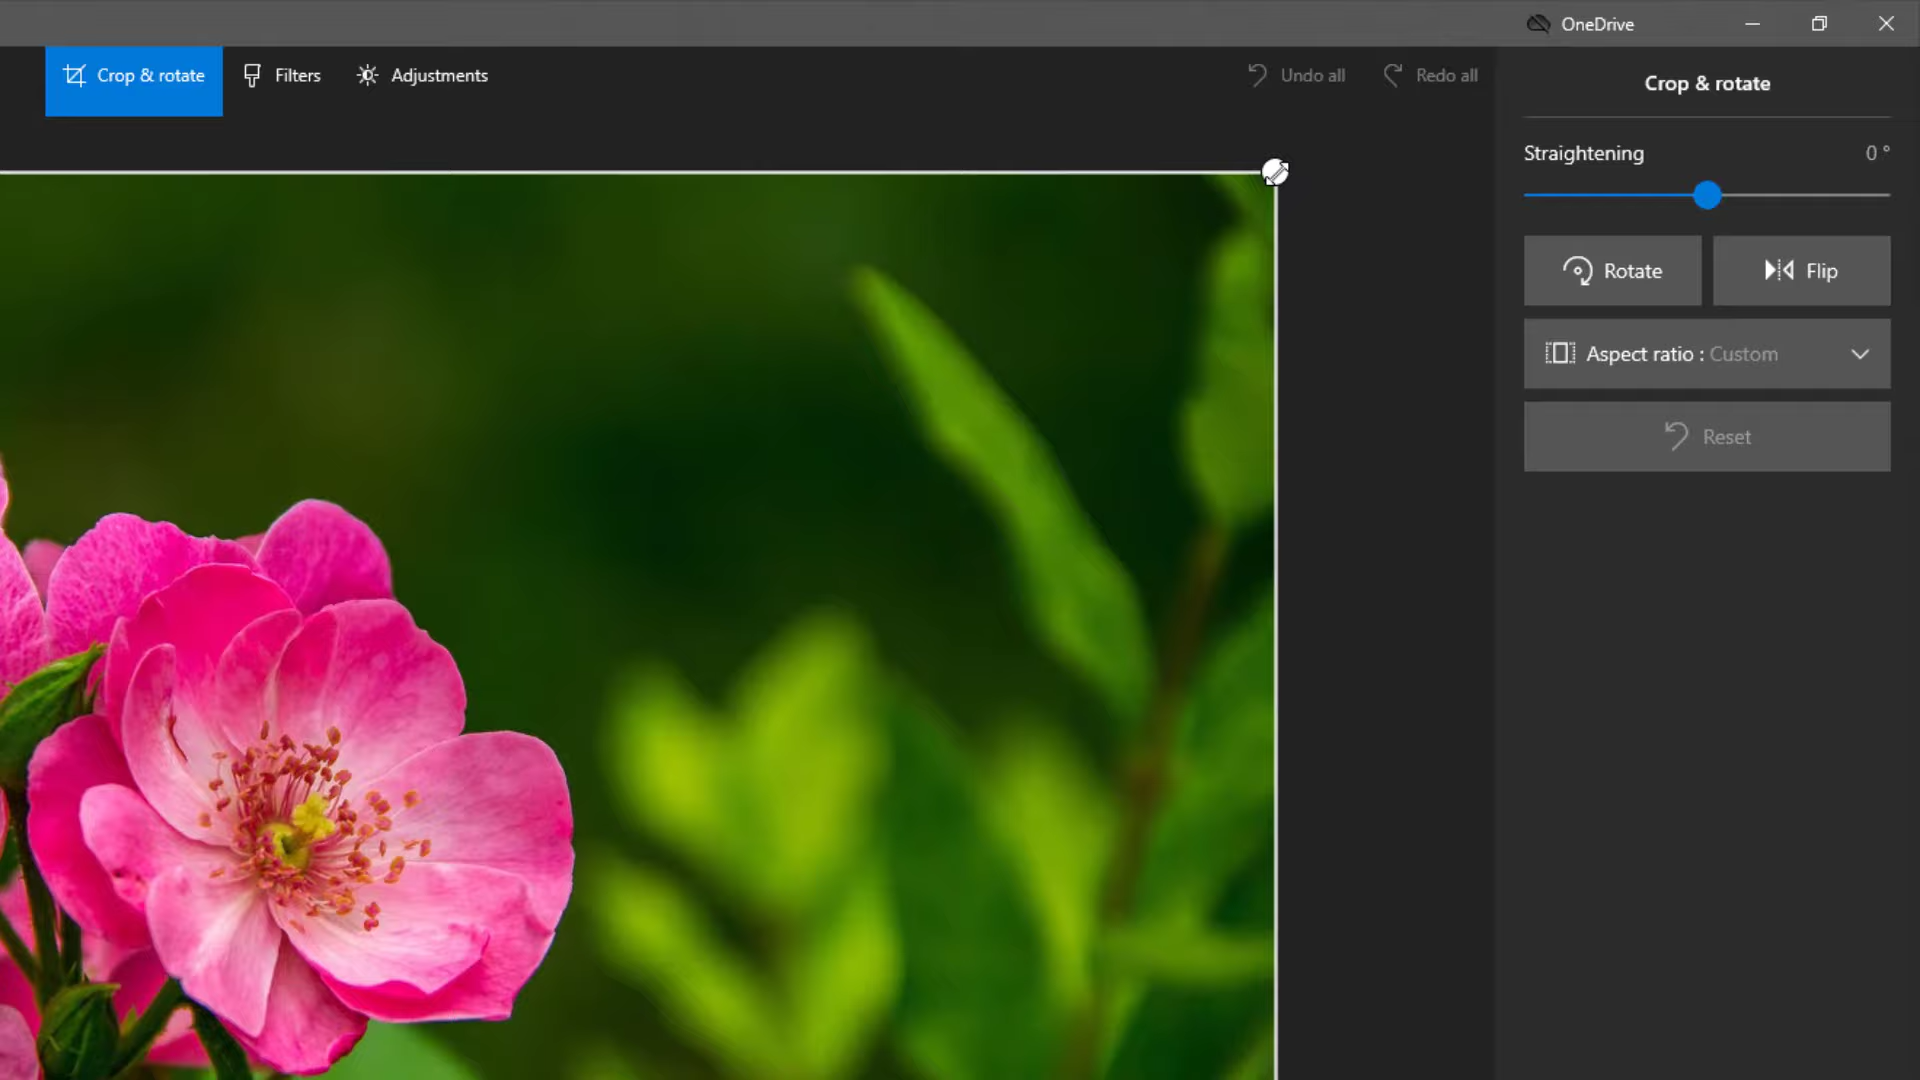 OneDrive
Crop & rotate
Filters
Adjustments
Undo all
Redo all
Crop & rotate
Straightening
0 °
Rotate
Flip
Aspect ratio : Custom
Reset